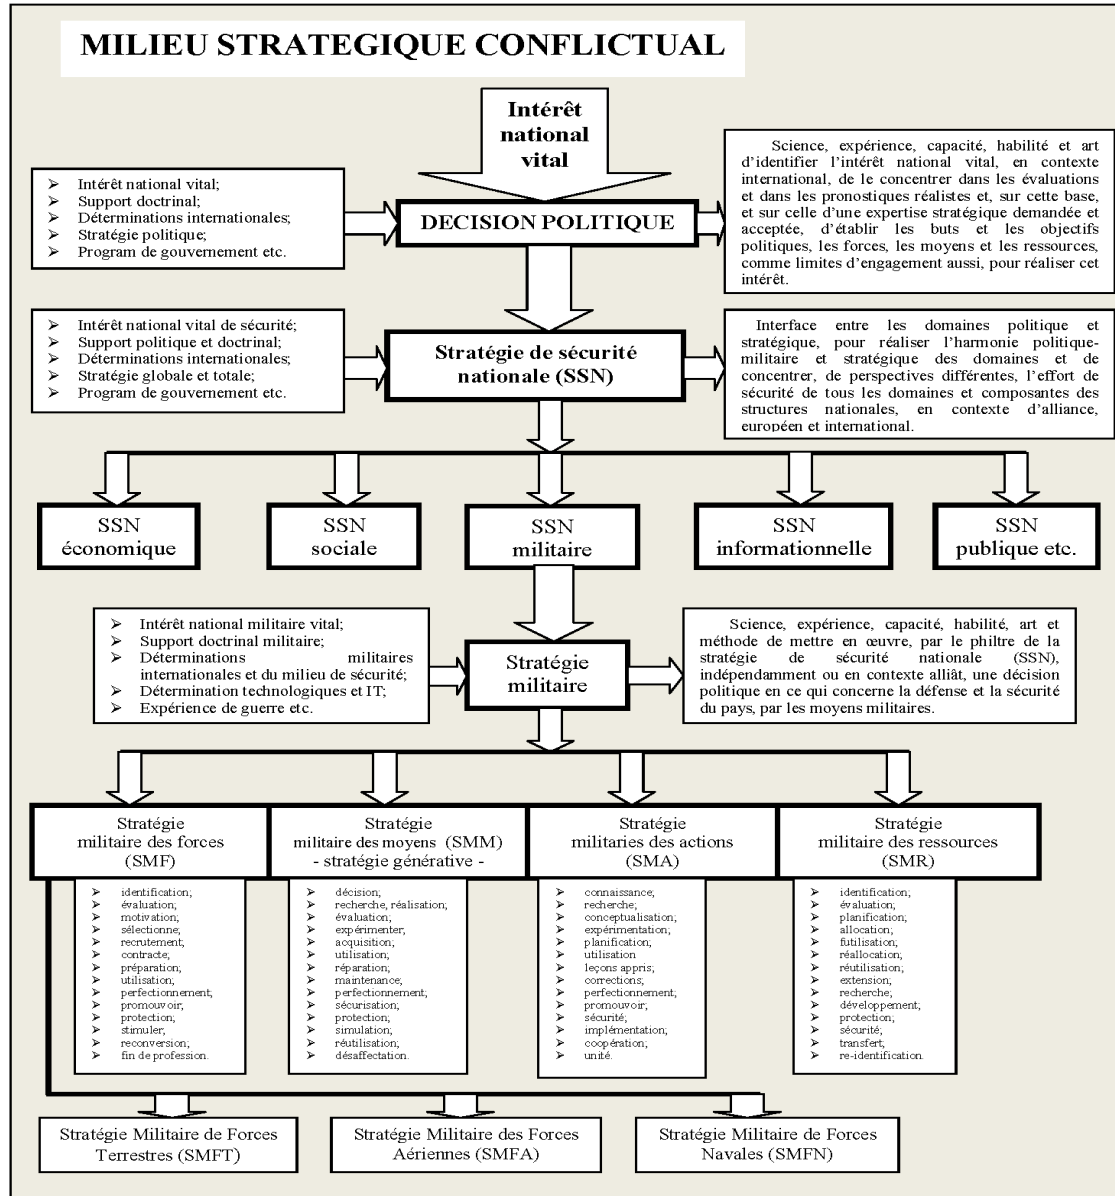 MILIEU STRATEGIQUE CONFLICTUAL
Intérêt
national
vital
➢ Intérêt national vital;
➢ Support doctrinal;
➢ Déterminations internationales;
➢ Stratégie politique;
➢ Program de gouvernement etc.
DECISION POLITIQUE
Science, expérience, capacité, habilité et art
d'identifier l'intérêt national vital, en contexte
international, de le concentrer dans les évaluations
et dans les pronostiques réalistes et, sur cette base,
et sur celle d'une expertise stratégique demandée et
acceptée, d'établir les buts et les objectifs
politiques, les forces, les moyens et les ressources,
comme limites d'engagement aussi, pour réaliser cet
intérêt.
➢ Intérêt national vital de sécurité;
➢ Support politique et doctrinal;
➢ Déterminations internationales;
➢ Stratégie globale et totale;
➢ Program de gouvernement etc.
Stratégie de sécurité
nationale (SSN)
Interface entre les domaines politique et
stratégique, pour réaliser l'harmonie politique-
militaire et stratégique des domaines et de
concentrer, de perspectives différentes, l'effort de
sécurité de tous les domaines et composantes des
structures nationales, en contexte d'alliance,
européen et international.
SSN
économique
SSN
sociale
SSN
militaire
SSN
informationnelle
SSN
publique etc.
➢ Intérêt national militaire vital;
➢ Support doctrinal militaire;
➢ Déterminations militaires
internationales et du milieu de sécurité;
➢ Détermination technologiques et IT;
➢ Expérience de guerre etc.
Stratégie
militaire
Science, expérience, capacité, habilité, art et
méthode de mettre en œuvre, par le philtre de la
stratégie de sécurité nationale (SSN),
indépendamment ou en contexte alliât, une décision
politique en ce qui concerne la défense et la sécurité
du pays, par les moyens militaires.
Stratégie
militaire des forces
(SMF)
➢ identification;
➢ évaluation;
➢ motivation;
➢ sélectionne;
➢ recrutement;
➢ contracte;
➢ préparation;
➢ utilisation;
➢ perfectionnement;
➢ promouvoir;
➢ protection;
➢ stimuler;
➢ reconversion;
➢ fin de profession.
Stratégie
militaire des moyens (SMM)
- stratégie générative -
➢ décision;
➢ recherche, réalisation;
➢ évaluation;
➢ expérimenter;
➢ acquisition;
➢ utilisation;
➢ réparation;
➢ maintenance;
➢ perfectionnement;
➢ sécurisation;
➢ protection;
➢ simulation;
➢ réutilisation;
➢ désaffectation.
Stratégie
militaries des actions
(SMA)
➢ connaissance;
➢ recherche;
➢ conceptualisation;
➢ expérimentation;
➢ planification;
➢ utilisation
➢ leçons appris;
➢ corrections;
➢ perfectionnement;
➢ promouvoir;
➢ sécurité;
➢ implémentation;
➢ coopération;
➢ unité.
Stratégie
militaire des ressources
(SMR)
➢ identification;
➢ évaluation;
➢ planification;
➢ allocation;
➢ futilisation;
➢ réallocation;
➢ réutilisation;
➢ extension;
➢ recherche;
➢ développement;
➢ protection;
➢ sécurité;
➢ transfert;
➢ re-identification.
Stratégie Militaire de Forces
Terrestres (SMFT)
Stratégie Militaire des Forces
Aériennes (SMFA)
Stratégie Militaire de Forces
Navales (SMFN)